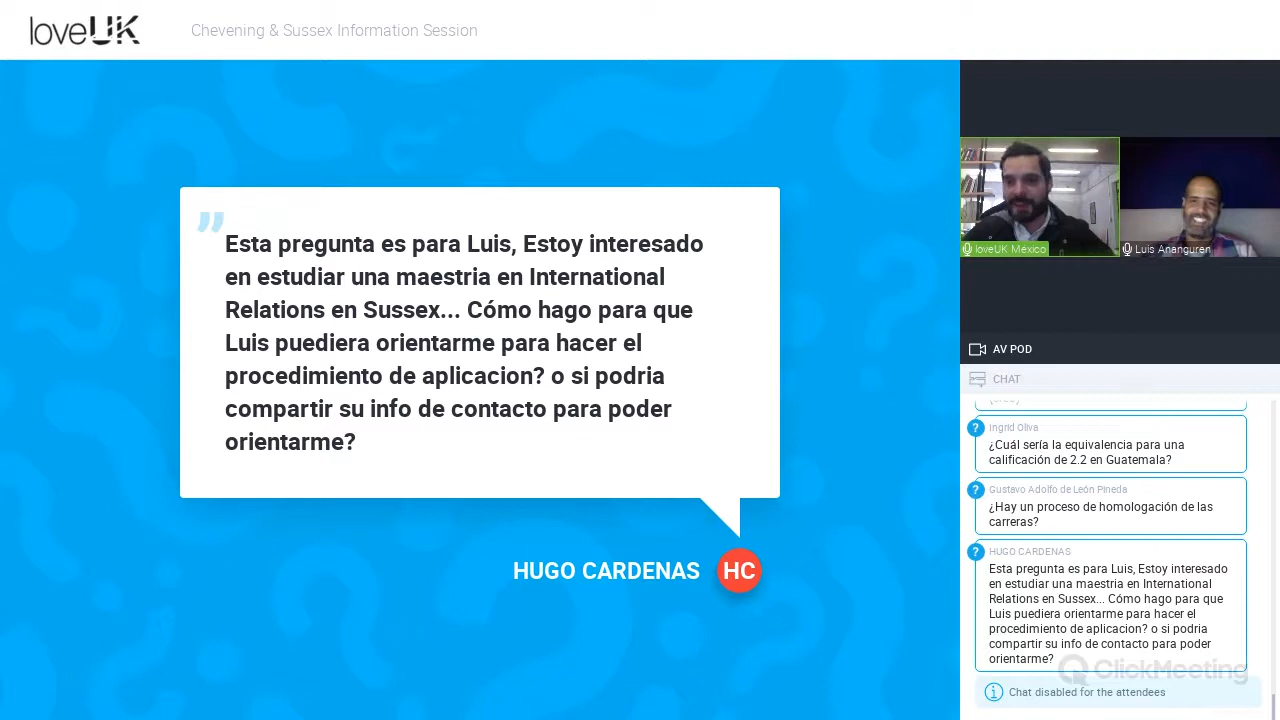 loveUK
Chevening & Sussex Information Session
Esta pregunta es para Luis, Estoy interesado
en estudiar una maestria en International
Relations en Sussex... Cómo hago para que
Luis puediera orientarme para hacer el
procedimiento de aplicacion? o si podria
compartir su info de contacto para poder
orientarme?
HUGO CARDENAS
HC
loveUK México
Luis Ananguren
AV POD
CHAT
?
Ingrid Oliva
¿Cuál sería la equivalencia para una
calificación de 2.2 en Guatemala?
?
Gustavo Adolfo de León Pineda
¿Hay un proceso de homologación de las
carreras?
?
HUGO CARDENAS
Esta pregunta es para Luis, Estoy interesado
en estudiar una maestria en International
Relations en Sussex... Cómo hago para que
Luis puediera orientarme para hacer el
procedimiento de aplicacion? o si podria
compartir su info de contacto para poder
orientarme?
ClickMeeting
Chat disabled for the attendees